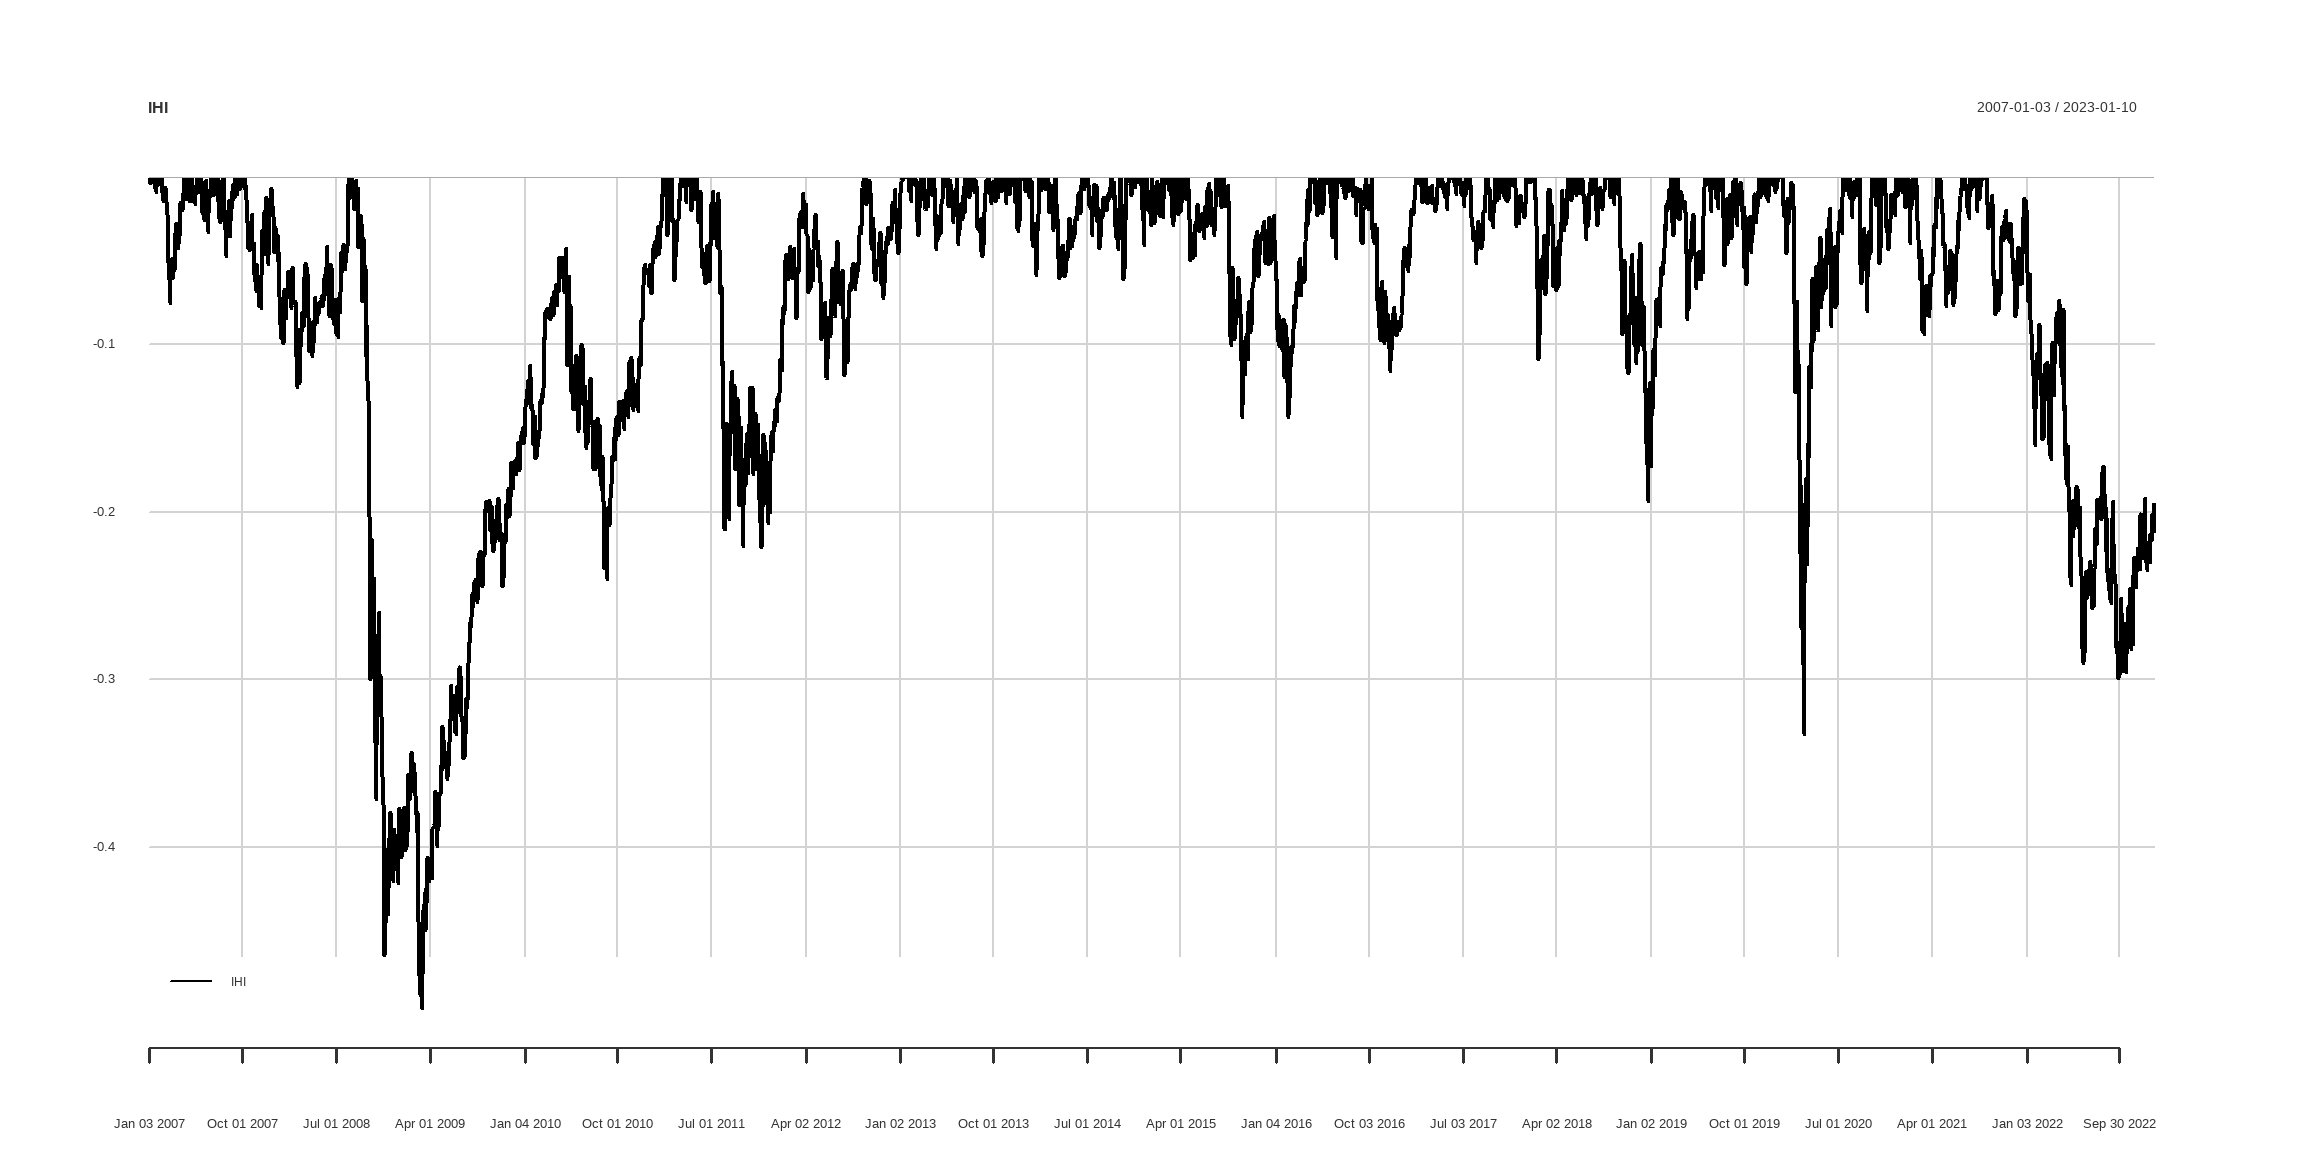 IHI
2007-01-03 / 2023-01-10
-0.1
-0.2
-0.3
-0.4
IHI
Jan 03 2007 Oct 01 2007 Jul 01 2008 Apr 01 2009 Jan 04 2010 Oct 01 2010 Jul 01 2011 Apr 02 2012 Jan 02 2013 Oct 01 2013 Jul 01 2014 Apr 01 2015 Jan 04 2016 Oct 03 2016 Jul 03 2017 Apr 02 2018 Jan 02 2019 Oct 01 2019 Jul 01 2020 Apr 01 2021 Jan 03 2022 Sep 30 2022